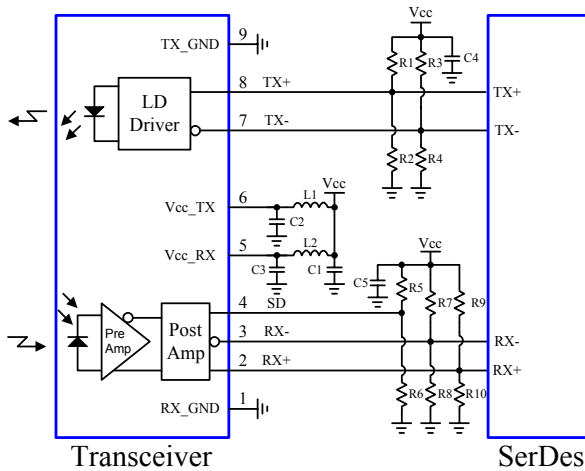 Vcc
9
TX_GND
R1 R3 C4
8 TX+ TX+
LD
Driver
7 TX- TX-
R2 R4
Vcc
6 L1
Vcc_TX
C2
Vcc
5 L2
Vcc_RX
C3 C1 C5 R5 R7 R9
4
SD
Pre
Amp
Post
Amp
3 RX- RX-
2 RX+ RX+
R6 R8 R10
1
RX_GND
Transceiver SerDes